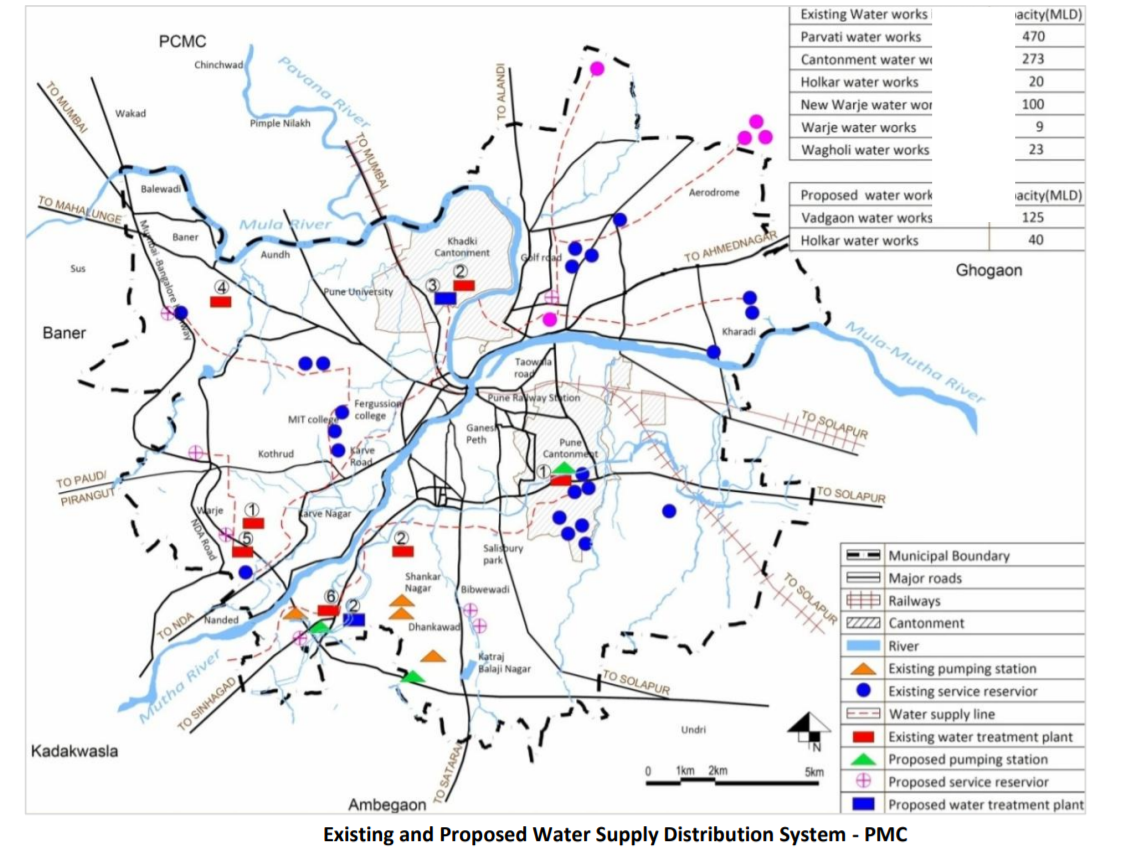 PCMC
Chinchwad
Pavana River
TO MUMBAI
Wakad
Pimple Nilakh
TO MUMBAI
TO ALANDI
Existing Water works
acity(MLD)
Parvati water works 470
Cantonment water w 273
Holkar water works 20
New Warje water wor 100
Warje water works 9
Wagholi water works 23
Proposed water work acity(MLD)
Vadgaon water works 125
Holkar water works 40
Balewadi
TO MAHALUNGE
Mula River
Baner
Aundh
Mumbai-Bangalore
Sus
Khadki
Cantonment
Golf road
Aerodrome
TO AHMEDNAGAR
Ghogaon
Pune University
3
2
4
Baner
Kharadi
Mula-Mutha River
Taowala
road
Pune Railway Station
Fergussion
college
MIT college
Ganesh
Peth
Pune
Cantonment
1
TO SOLAPUR
Kothrud
Karve
Road
TO PAUD/
PIRANGUT
TO SOLAPUR
Warje
1
5
NDA Road
Karve Nagar
2
Salisbury
park
Shankar
Nagar
Bibwewadi
TO SOLAPUR
6
2
TO NDA
Nanded
Dhankawad
Katraj
Balaji Nagar
Mutha River
TO SINHAGAD
TO SOLAPUR
Undri
Kadakwasla
Ambegaon
TO SATARA
N
0 1km 2km 5km
Municipal Boundary
Major roads
Railways
Cantonment
River
Existing pumping station
Existing service reservior
Water supply line
Existing water treatment plant
Proposed pumping station
Proposed service reservior
Proposed water treatment plant
Existing and Proposed Water Supply Distribution System - PMC